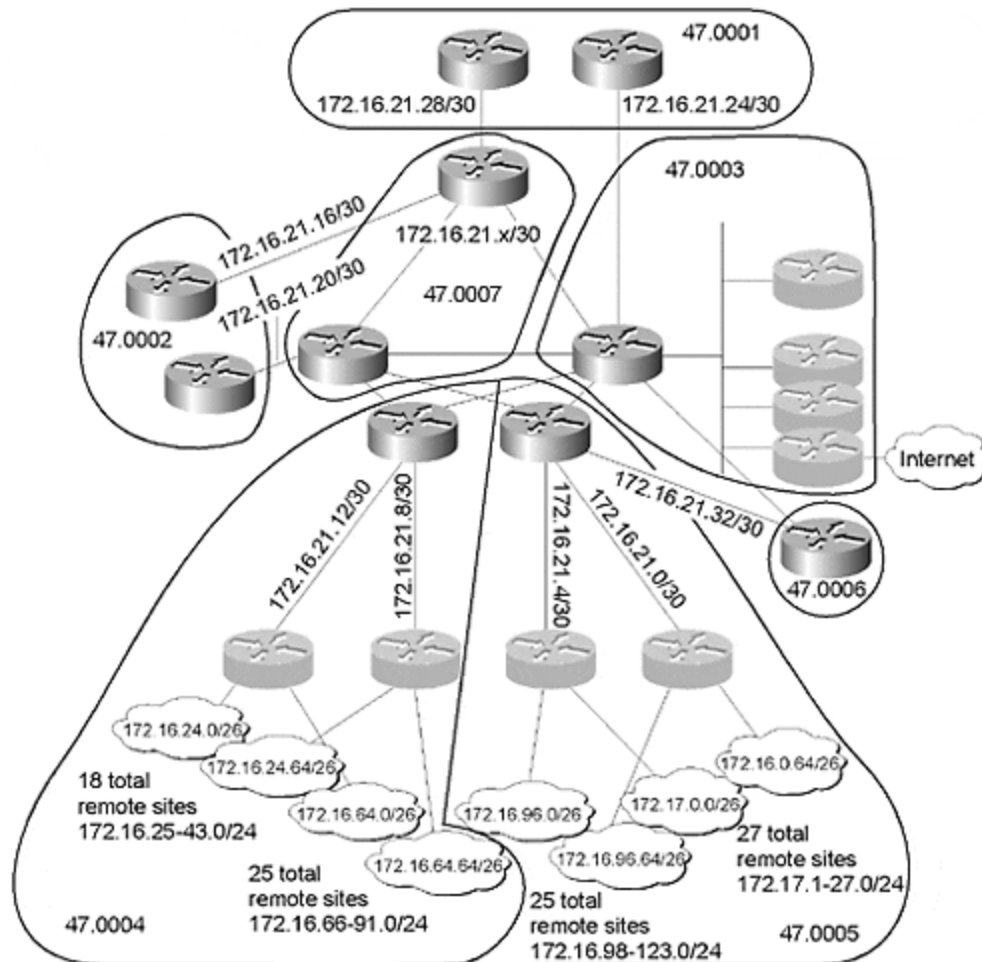 47.0001
172.16.21.28/30
172.16.21.24/30
47.0003
172.16.21.16/30
172.16.21.x/30
172.16.21.20/30
47.0007
47.0002
Internet
172.16.21.32/30
172.16.21.12/30
172.16.21.8/30
172.16.21.4/30
172.16.21.0/30
47.0006
172.16.24.0/26
172.16.24.64/26
172.16.64.0/26
172.16.64.64/26
172.16.96.0/26
172.16.96.64/26
172.17.0.0/26
172.16.0.64/26
18 total
remote sites
172.16.25-43.0/24
25 total
remote sites
172.16.66-91.0/24
25 total
remote sites
172.16.98-123.0/24
27 total
remote sites
172.17.1-27.0/24
47.0004
47.0005